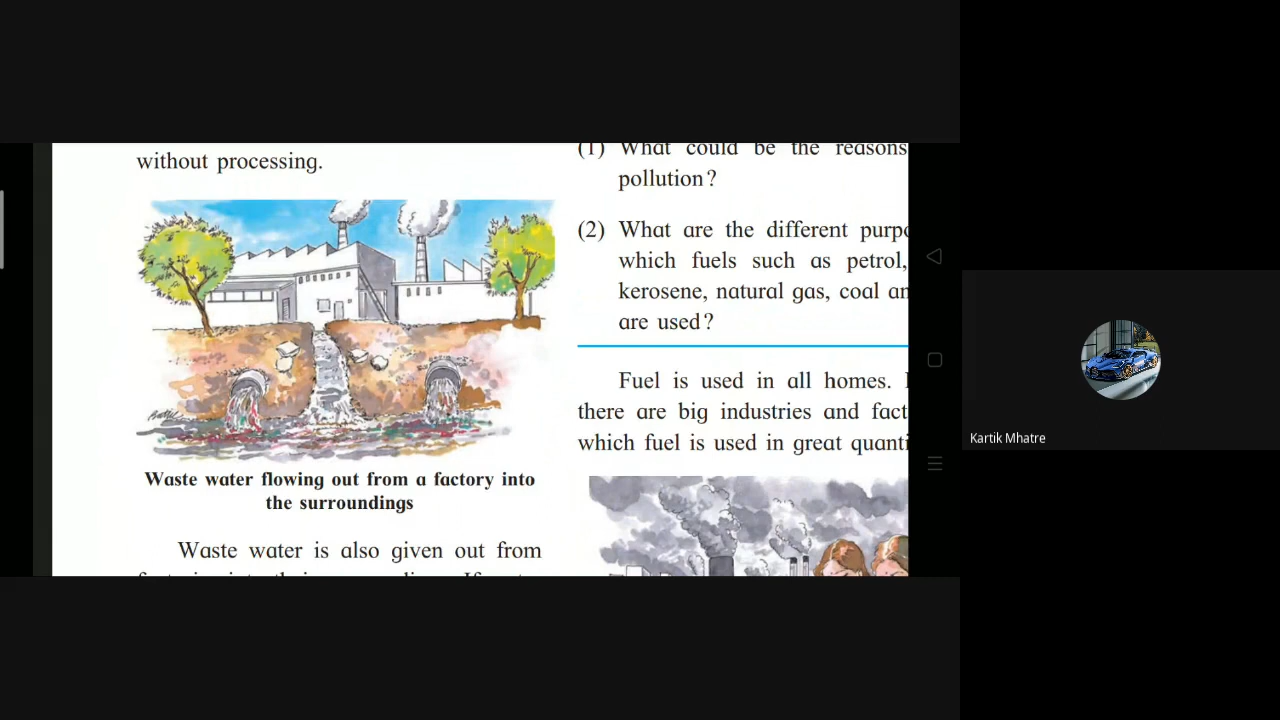 without processing.
Waste water flowing out from a factory into
the surroundings
Waste water is also given out from
(1) What could be the reasons
pollution?
(2) What are the different
which fuels such as petrol,
kerosene, natural gas, coal
are used?
Fuel is used in all homes.
there are big industries and
which fuel is used in great
Kartik Mhatre